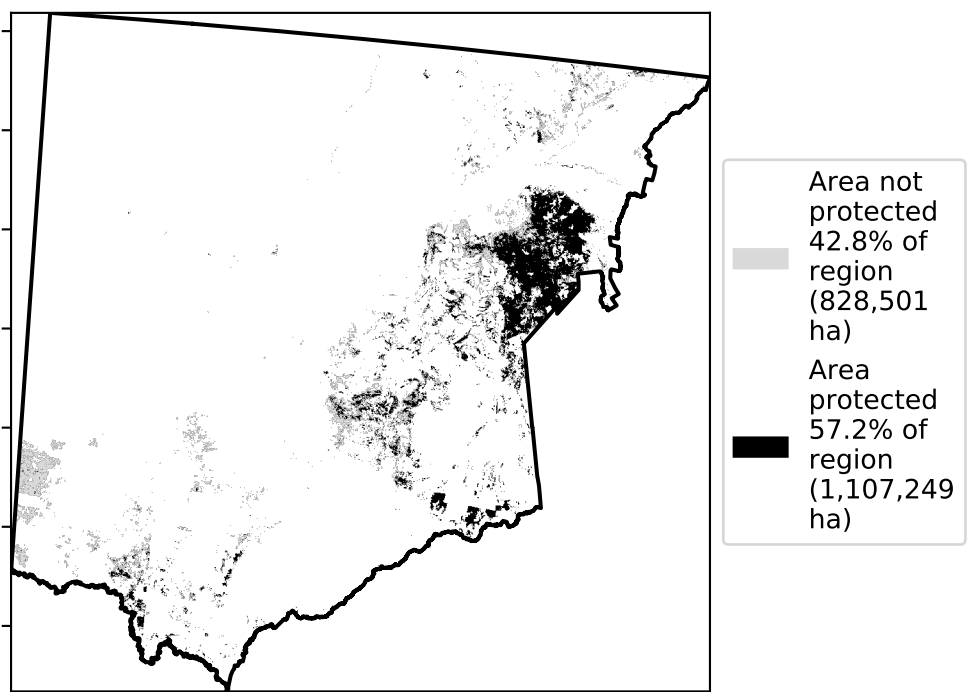 Area not
protected
42.8% of
region
(828,501
ha)
Area
protected
57.2% of
region
(1,107,249
ha)